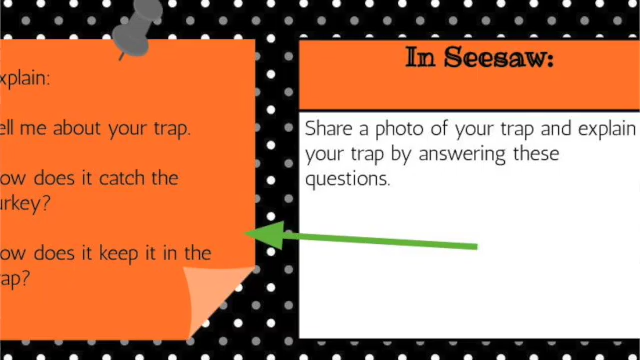 xplain:
ell me about your trap.
ow does it catch the
urkey?
ow does it keep it in the
ap?
In Seesaw:
Share a photo of your trap and explain
your trap by answering these
questions.